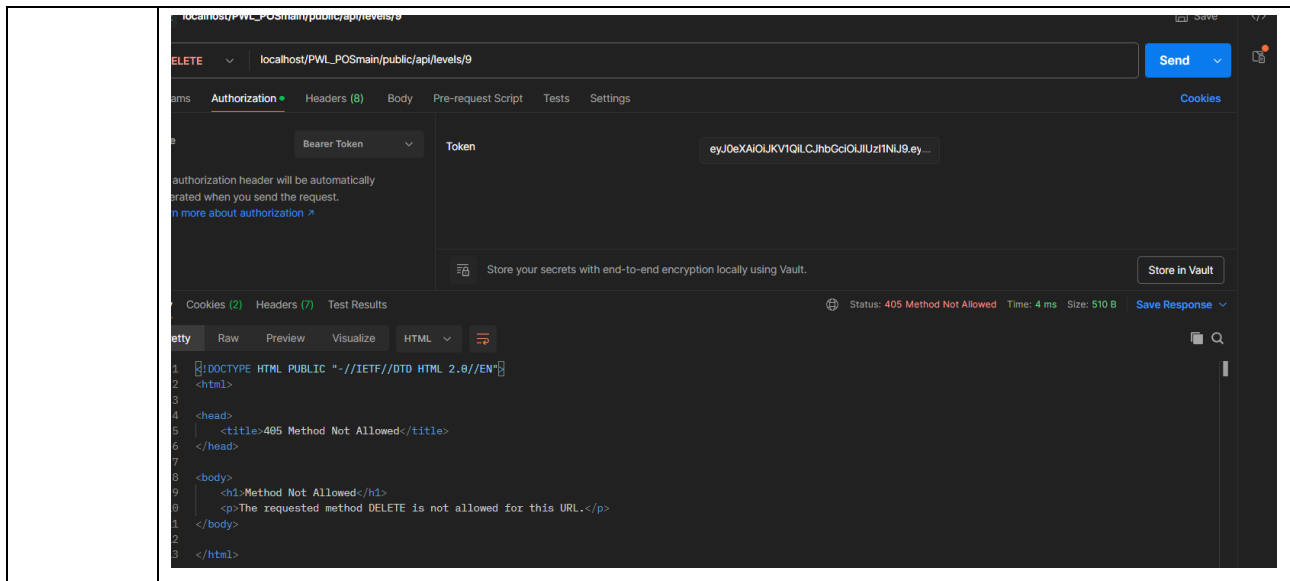 localhost/PWL_POSmain/public/api/levels/9
Save
ELETE localhost/PWL_POSmain/public/api/levels/9 Send
ams Authorization Headers (8) Body Pre-request Script Tests Settings Cookies
e Bearer Token Token eyJ0eXAiOiJKV1QiLCJhbGciOiJIUzI1NiJ9.ey...
authorization header will be automatically
erated when you send the request.
n more about authorization ↗
Store your secrets with end-to-end encryption locally using Vault. Store in Vault
Cookies (2) Headers (7) Test Results Status: 405 Method Not Allowed Time: 4 ms Size: 510 B Save Response
etty Raw Preview Visualize HTML
1 <!DOCTYPE HTML PUBLIC "-//IETF//DTD HTML 2.0//EN">
2 <html>
3
4 <head>
5 <title>405 Method Not Allowed</title>
6 </head>
7
8 <body>
9 <h1>Method Not Allowed</h1>
0 <p>The requested method DELETE is not allowed for this URL.</p>
1 </body>
2
3 </html>